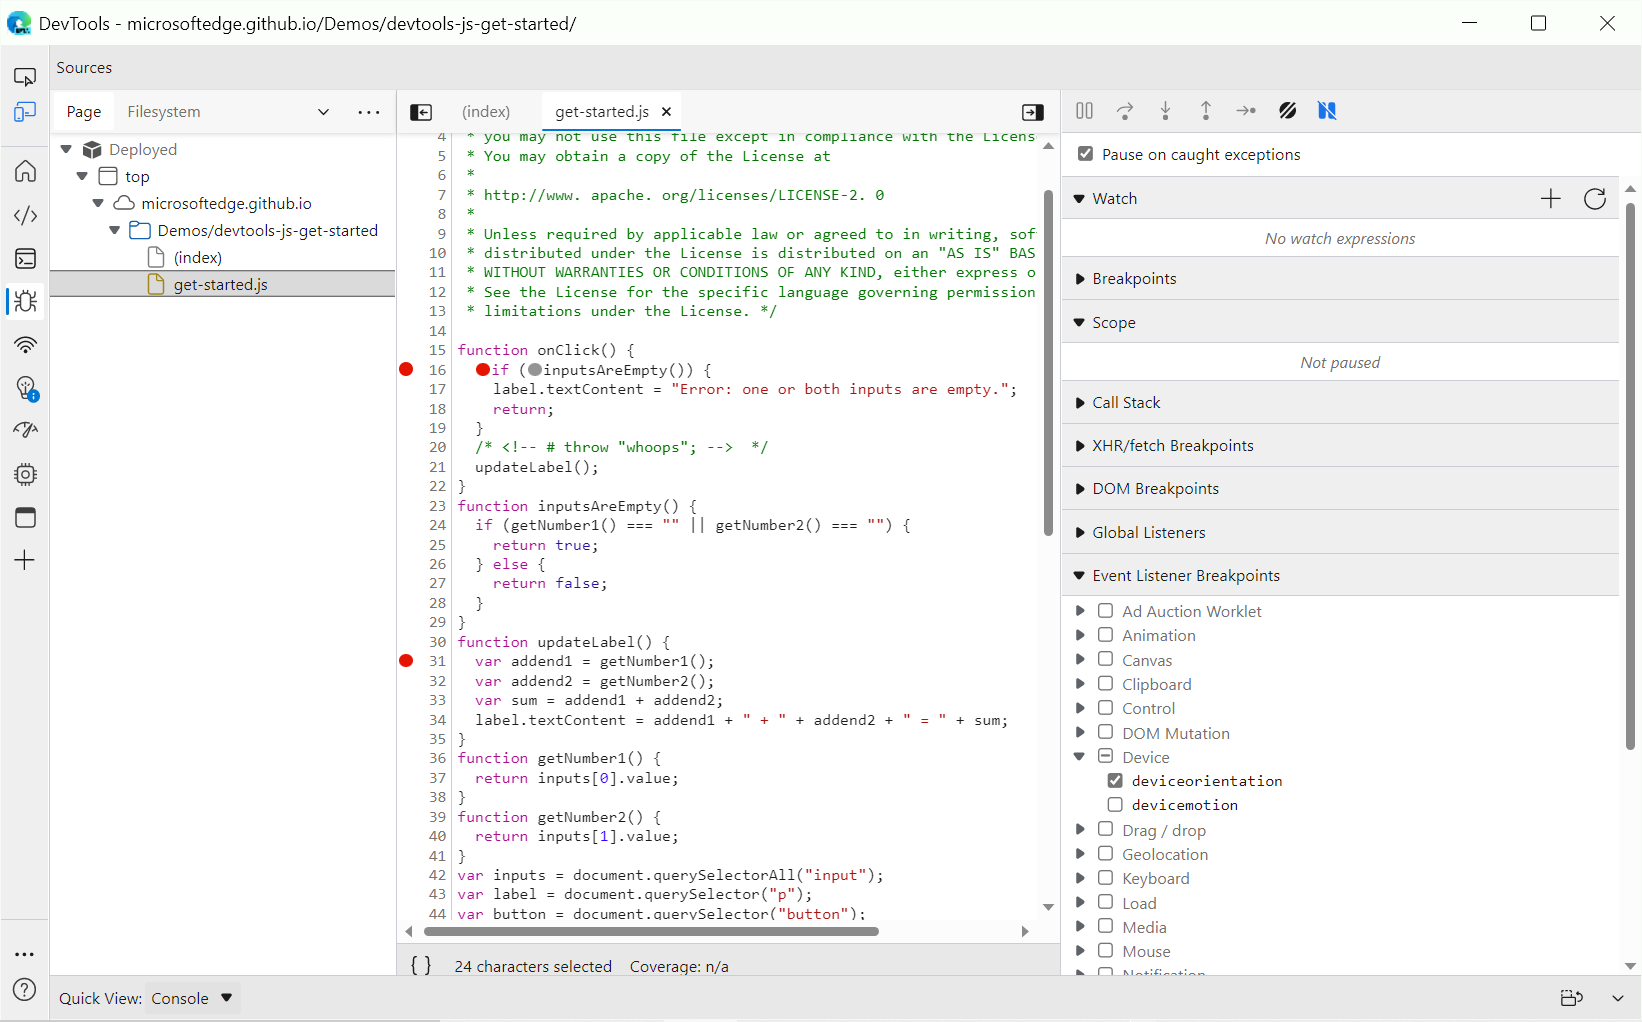 DevTools - microsoftedge.github.io/Demos/devtools-js-get-started/
Sources
Page Filesystem
Deployed
top
microsoftedge.github.io
Demos/devtools-js-get-started
(index)
get-started.js
(index) get-started.js
4 * you may not use this file except in compliance with the Licens
5 * You may obtain a copy of the License at
6 *
7 * http://www. apache. org/licenses/LICENSE-2. 0
8 *
9 * Unless required by applicable law or agreed to in writing, sof
10 * distributed under the License is distributed on an "AS IS" BAS
11 * WITHOUT WARRANTIES OR CONDITIONS OF ANY KIND, either express o
12 * See the License for the specific language governing permission
13 * limitations under the License. */
14
15 function onClick() {
16 if (inputsAreEmpty()) {
17 label.textContent = "Error: one or both inputs are empty.";
18 return;
19 }
20 /* <!-- # throw "whoops"; -->  */
21 updateLabel();
22 }
23 function inputsAreEmpty() {
24 if (getNumber1() === "" || getNumber2() === "") {
25 return true;
26 } else {
27 return false;
28 }
29 }
30 function updateLabel() {
31 var addend1 = getNumber1();
32 var addend2 = getNumber2();
33 var sum = addend1 + addend2;
34 label.textContent = addend1 + " + " + addend2 + " = " + sum;
35 }
36 function getNumber1() {
37 return inputs[0].value;
38 }
39 function getNumber2() {
40 return inputs[1].value;
41 }
42 var inputs = document.querySelectorAll("input");
43 var label = document.querySelector("p");
44 var button = document.querySelector("button");
{ } 24 characters selected Coverage: n/a
Pause on caught exceptions
Watch
No watch expressions
Breakpoints
Scope
Not paused
Call Stack
XHR/fetch Breakpoints
DOM Breakpoints
Global Listeners
Event Listener Breakpoints
Ad Auction Worklet
Animation
Canvas
Clipboard
Control
DOM Mutation
Device
deviceorientation
devicemotion
Drag / drop
Geolocation
Keyboard
Load
Media
Mouse
Notification
Quick View: Console